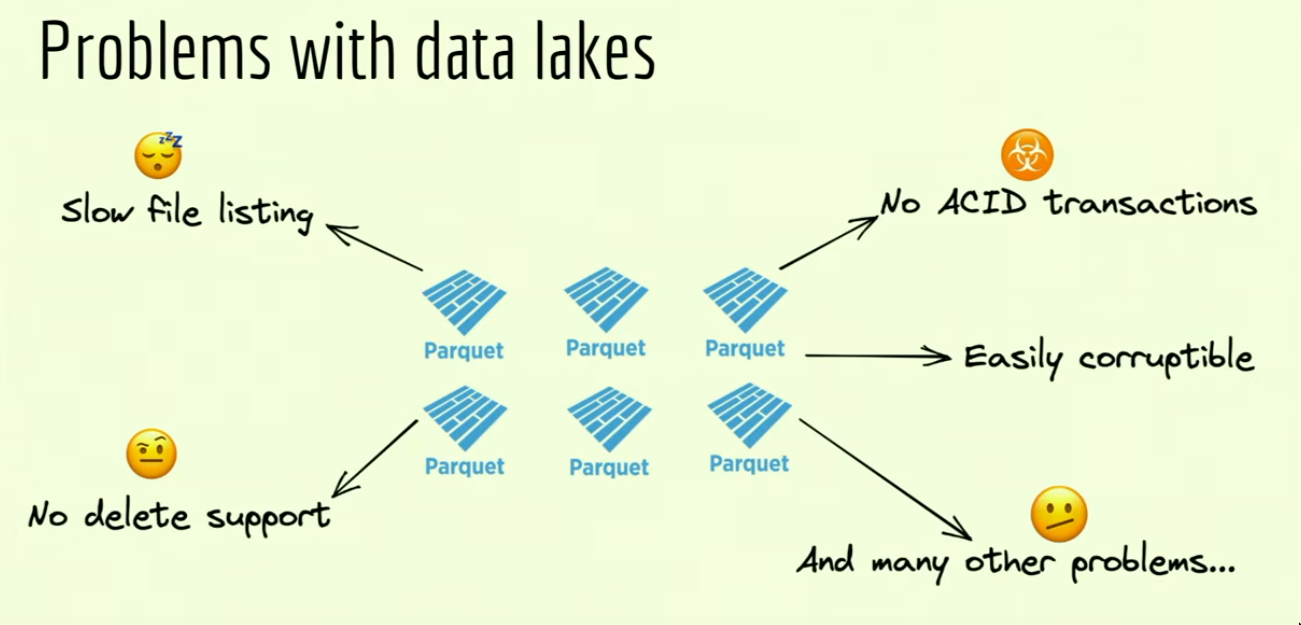 Problems with data lakes
zzZ
Slow file listing
No ACID transactions
Parquet
Parquet
Parquet
Easily corruptible
Parquet
Parquet
Parquet
No delete support
And many other problems...